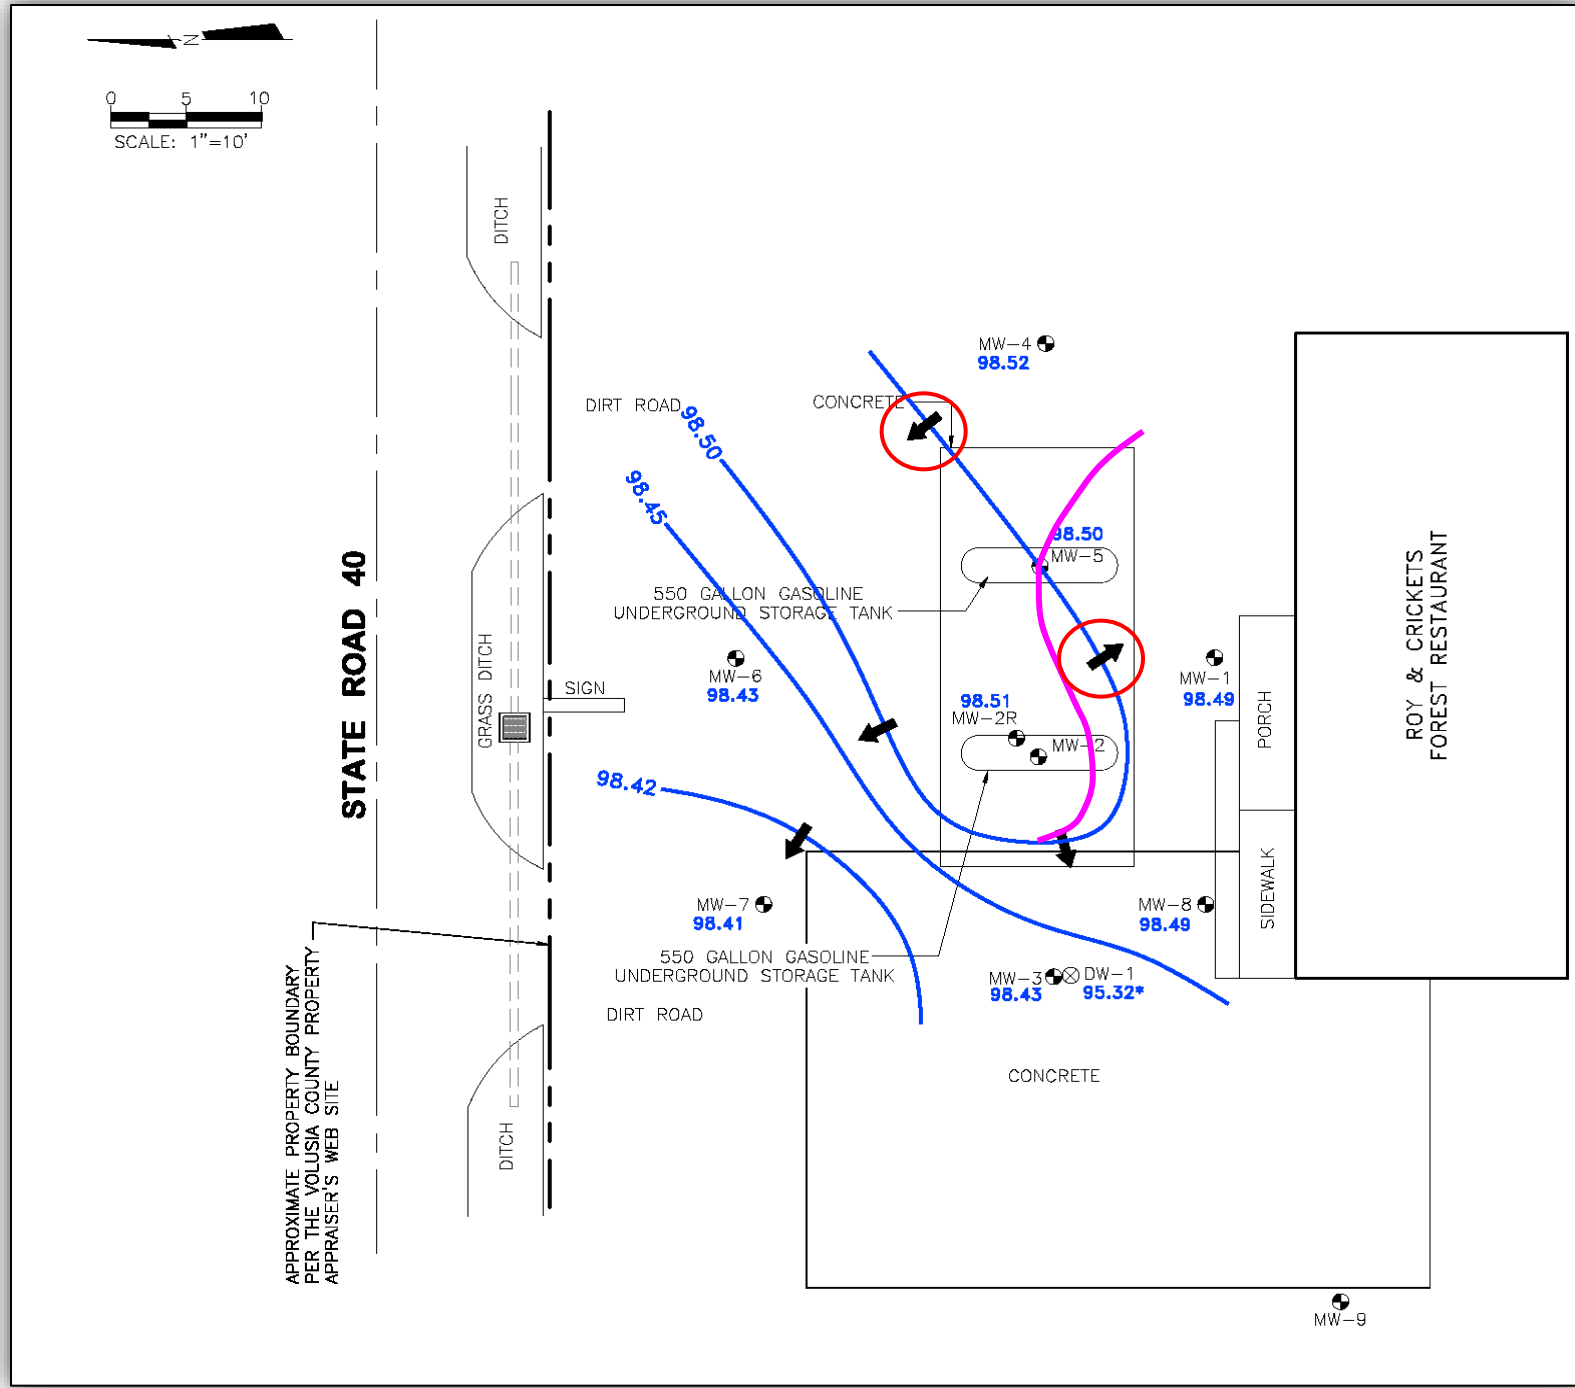 N
0 5 10
SCALE: 1"=10'
DITCH
MW-4
98.52
DIRT ROAD
CONCRETE
98.50
98.45
98.50
MW-5
550 GALLON GASOLINE
UNDERGROUND STORAGE TANK
STATE ROAD 40
GRASS DITCH
SIGN
MW-6
98.43
98.51
MW-2R
MW-2
MW-1
98.49
PORCH
ROY & CRICKETS
FOREST RESTAURANT
98.42
MW-7
98.41
MW-8
98.49
SIDEWALK
550 GALLON GASOLINE
UNDERGROUND STORAGE TANK
MW-3
98.43
DW-1
95.32*
DIRT ROAD
APPROXIMATE PROPERTY BOUNDARY
PER THE VOLUSIA COUNTY PROPERTY
APPRAISER'S WEB SITE
CONCRETE
DITCH
MW-9